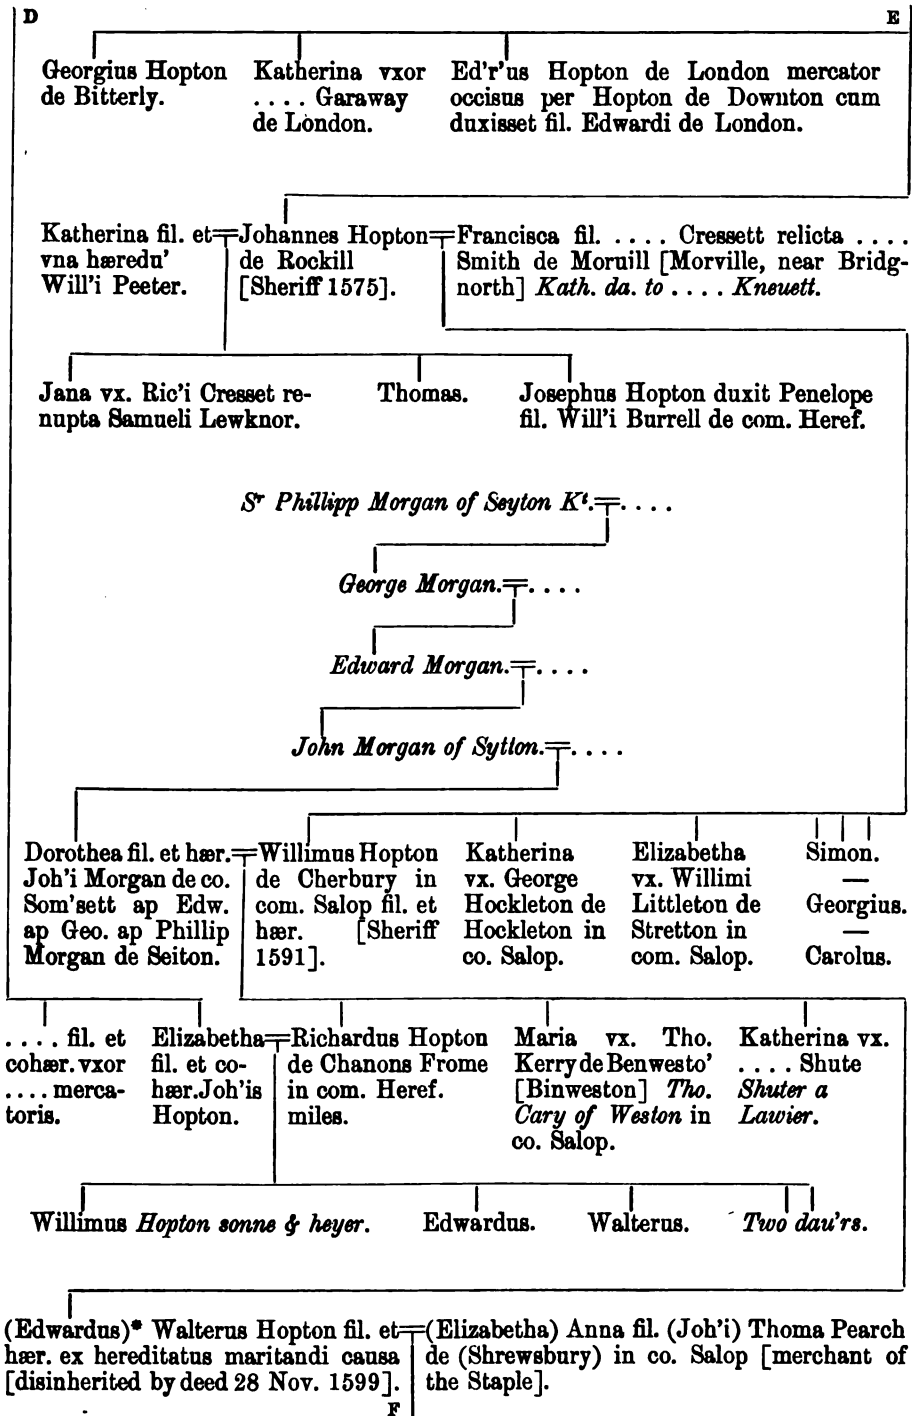 D E
Georgius Hopton
de Bitterly.
Katherina vxor
. . . . Garaway
de London.
Ed'r'us Hopton de London mercator
occisus per Hopton de Downton cum
duxisset fil. Edwardi de London.
Katherina fil. et
vna hæredu'
Will'i Peeter.
Johannes Hopton
de Rockill
[Sheriff 1575].
Francisca fil. . . . . Cressett relicta . . . .
Smith de Moruill [Morville, near Bridg-
north] Kath. da. to . . . . Kneuett.
Jana vx. Ric'i Cresset re-
nupta Samueli Lewknor.
Thomas.
Josephus Hopton duxit Penelope
fil. Will'i Burrell de com. Heref.
Sr Phillipp Morgan of Seyton Kt. . . . .
George Morgan. . . . .
Edward Morgan. . . . .
John Morgan of Sytton. . . . .
Dorothea fil. et hær.
Joh'i Morgan de co.
Som'sett ap Edw.
ap Geo. ap Phillip
Morgan de Seiton.
Willimus Hopton
de Cherbury in
com. Salop fil. et
hær. [Sheriff
1591].
Katherina
vx. George
Hockleton de
Hockleton in
co. Salop.
Elizabetha
vx. Willimi
Littleton de
Stretton in
com. Salop.
Simon.
—
Georgius.
—
Carolus.
. . . . fil. et
cohær. vxor
. . . . merca-
toris.
Elizabetha
fil. et co-
hær. Joh'is
Hopton.
Richardus Hopton
de Chanons Frome
in com. Heref.
miles.
Maria vx. Tho.
Kerry de Benwesto'
[Binweston] Tho.
Cary of Weston in
co. Salop.
Katherina vx.
. . . . Shute
Shuter a
Lawier.
Willimus Hopton sonne & heyer.
Edwardus.
Walterus.
Two dau'rs.
(Edwardus)* Walterus Hopton fil. et
hær. ex hereditatus maritandi causa
[disinherited by deed 28 Nov. 1599].
(Elizabetha) Anna fil. (Joh'i) Thoma Pearch
de (Shrewsbury) in co. Salop [merchant of
the Staple].
F